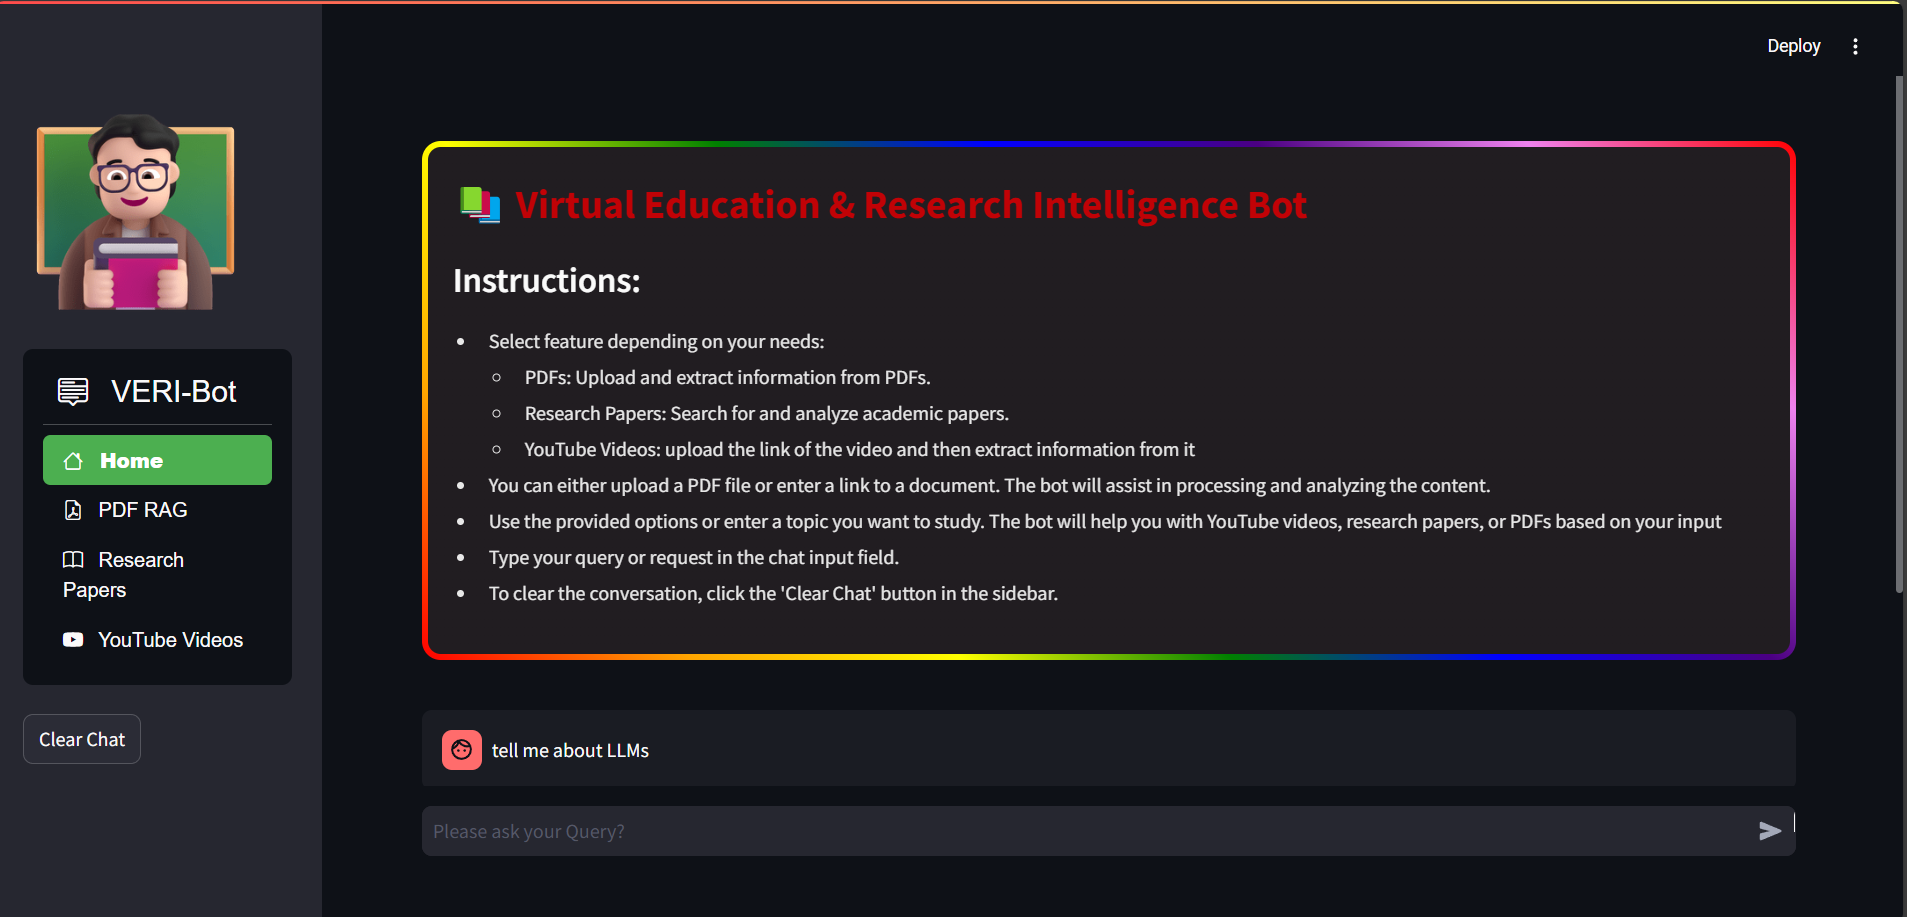 Deploy
VERI-Bot
Home
PDF RAG
Research
Papers
YouTube Videos
Clear Chat
Virtual Education & Research Intelligence Bot
Instructions:
Select feature depending on your needs:
PDFs: Upload and extract information from PDFs.
Research Papers: Search for and analyze academic papers.
YouTube Videos: upload the link of the video and then extract information from it
You can either upload a PDF file or enter a link to a document. The bot will assist in processing and analyzing the content.
Use the provided options or enter a topic you want to study. The bot will help you with YouTube videos, research papers, or PDFs based on your input
Type your query or request in the chat input field.
To clear the conversation, click the 'Clear Chat' button in the sidebar.
tell me about LLMs
Please ask your Query?